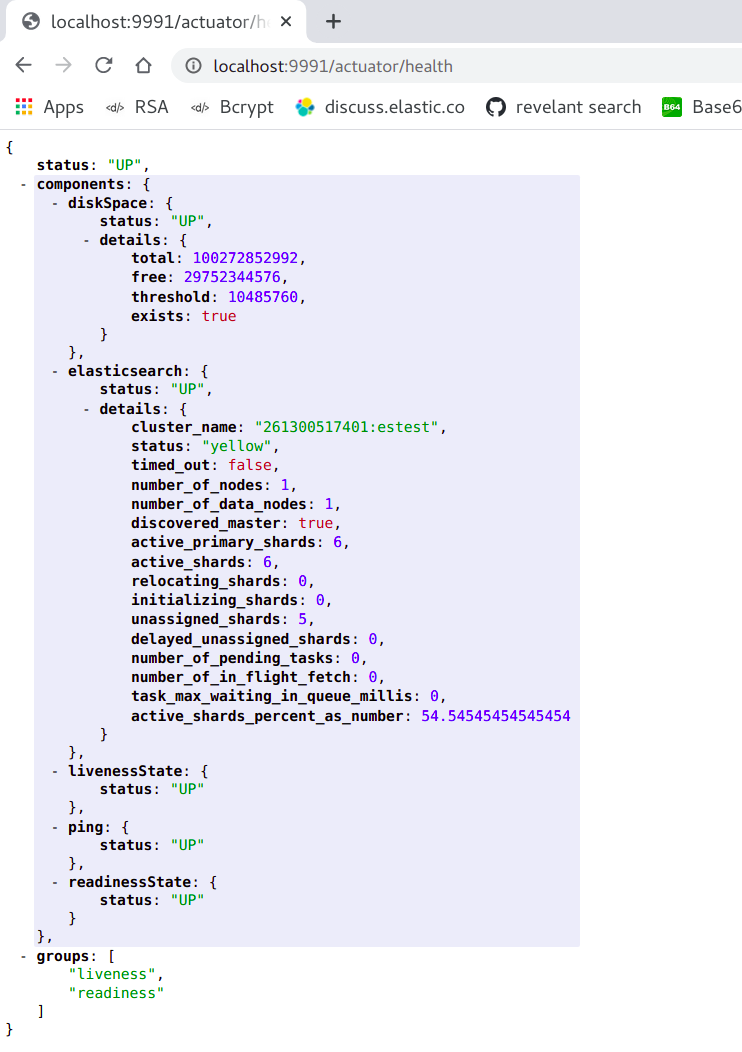 localhost:9991/actuator/h
localhost:9991/actuator/health
Apps RSA Bcrypt discuss.elastic.co revelant search B64 Base6
{
    status: "UP",
  - components: {
      - diskSpace: {
            status: "UP",
          - details: {
                total: 100272852992,
                free: 29752344576,
                threshold: 10485760,
                exists: true
            }
        },
      - elasticsearch: {
            status: "UP",
          - details: {
                cluster_name: "261300517401:estest",
                status: "yellow",
                timed_out: false,
                number_of_nodes: 1,
                number_of_data_nodes: 1,
                discovered_master: true,
                active_primary_shards: 6,
                active_shards: 6,
                relocating_shards: 0,
                initializing_shards: 0,
                unassigned_shards: 5,
                delayed_unassigned_shards: 0,
                number_of_pending_tasks: 0,
                number_of_in_flight_fetch: 0,
                task_max_waiting_in_queue_millis: 0,
                active_shards_percent_as_number: 54.54545454545454
            }
        },
      - livenessState: {
            status: "UP"
        },
      - ping: {
            status: "UP"
        },
      - readinessState: {
            status: "UP"
        }
    },
  - groups: [
        "liveness",
        "readiness"
    ]
}